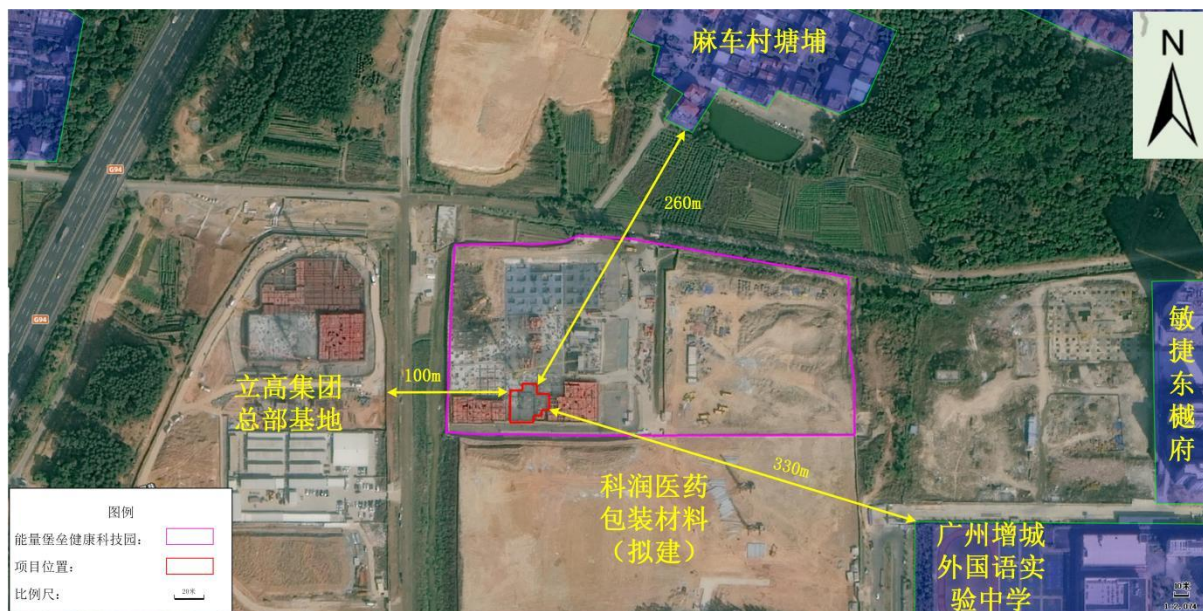 麻车村塘埔
N
G94
260m
G94
100m
立高集团
总部基地
敏
捷
东
樾
府
330m
科润医药
包装材料
（拟建）
广州增城
外国语实
验中学
图例
能量堡垒健康科技园：
项目位置：
比例尺：
20米